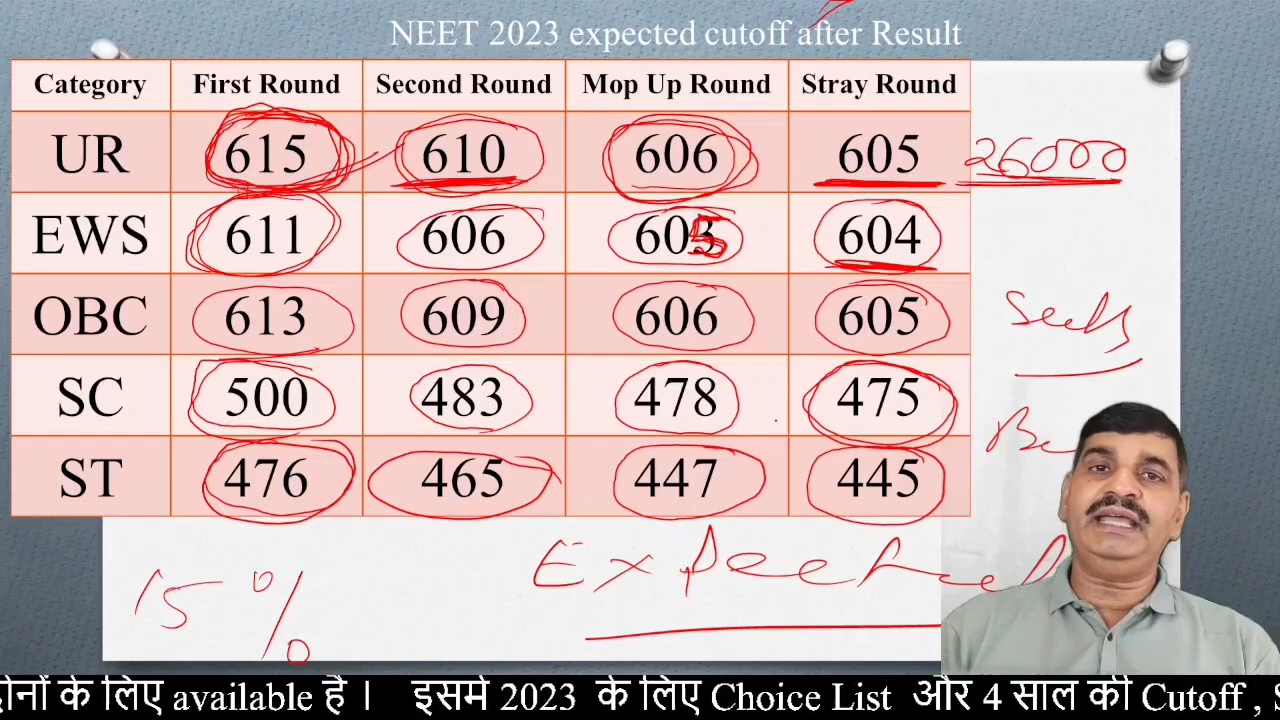 NEET 2023 expected cutoff after Result
Category First Round Second Round Mop Up Round Stray Round
UR 615 610 606 605 26000
EWS 611 606 605 604
OBC 613 609 606 605
SC 500 483 478 475
ST 476 465 447 445
Seats
Be
Expected
15%
दोनों के लिए available है । इसमे 2023 के लिए Choice List और 4 साल की Cutoff , S